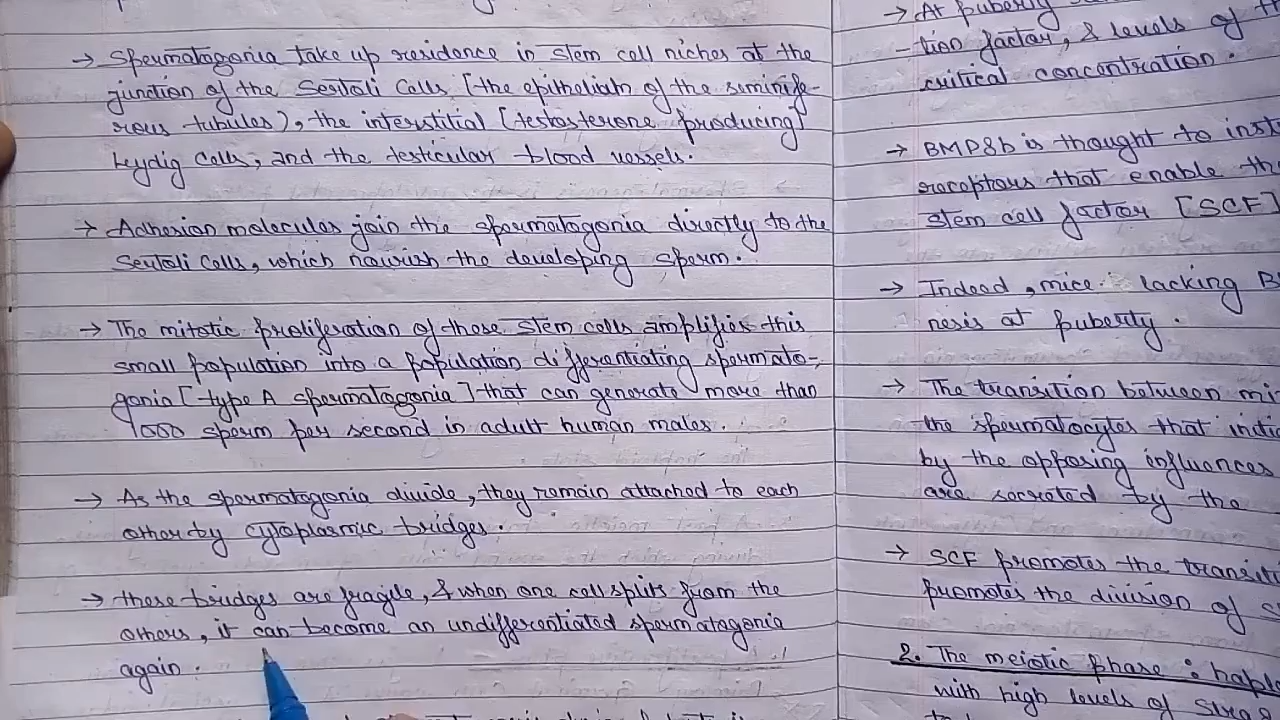 → Spermatogonia take up residence in stem cell niches at the
junction of the Sertoli Cells [the epithelium of the seminife-
rous tubules), the interstitial [testosterone producing]
Leydig Cells, and the testicular blood vessels.
→ Adhesion molecules join the spermatogonia directly to the
Sertoli Cells, which nourish the developing sperm.
→ The mitotic proliferation of these stem cells amplifies this
small population into a population differentiating spermato-
gonia [type A spermatogonia] that can generate more than
1000 sperm per second in adult human males.
→ As the spermatogonia divide, they remain attached to each
other by cytoplasmic bridges.
→ These bridges are fragile, & when one cell splits from the
others, it can become an undifferentiated spermatogonia
again.
→ At puberty
-tion factor, & levels of
critical concentration.
→ BMP8b is thought to
receptors that enable
stem cell factor [SCF]
→ Indeed, mice lacking
nesis at puberty.
→ The transition between
the spermatocytes that
by the opposing influences
are secreted by the
→ SCF promotes the
promotes the division of
2. The meiotic phase :
with high levels of